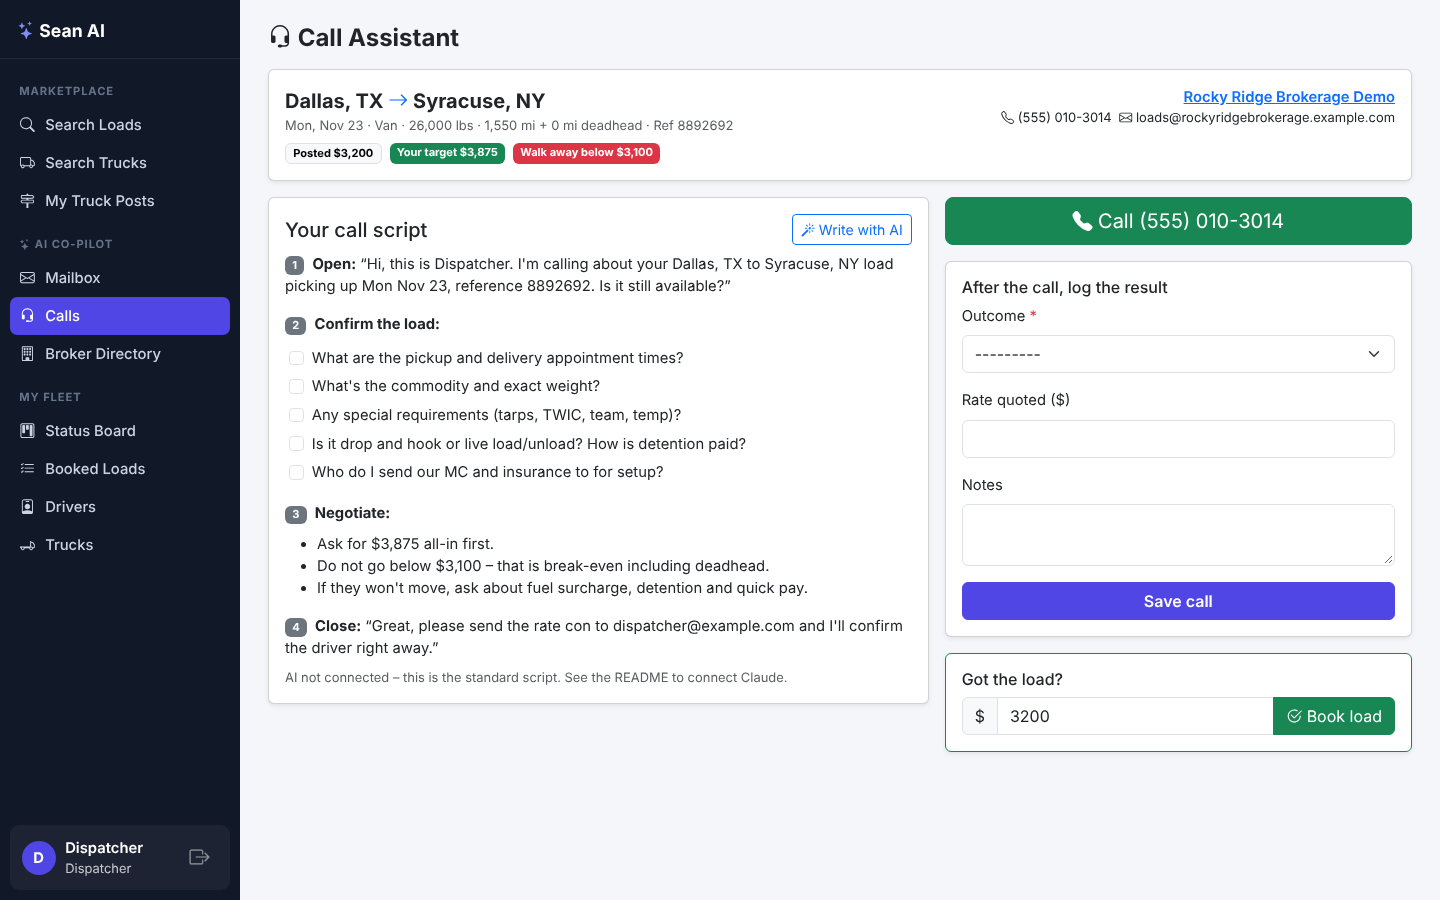 Sean AI
MARKETPLACE
Search Loads
Search Trucks
My Truck Posts
AI CO-PILOT
Mailbox
Calls
Broker Directory
MY FLEET
Status Board
Booked Loads
Drivers
Trucks
D
Dispatcher
Dispatcher
Call Assistant
Dallas, TX → Syracuse, NY
Mon, Nov 23 · Van · 26,000 lbs · 1,550 mi + 0 mi deadhead · Ref 8892692
Posted $3,200 Your target $3,875 Walk away below $3,100
Rocky Ridge Brokerage Demo
(555) 010-3014 loads@rockyridgebrokerage.example.com
Your call script
Write with AI
1 Open: “Hi, this is Dispatcher. I'm calling about your Dallas, TX to Syracuse, NY load
picking up Mon Nov 23, reference 8892692. Is it still available?”
2 Confirm the load:
What are the pickup and delivery appointment times?
What's the commodity and exact weight?
Any special requirements (tarps, TWIC, team, temp)?
Is it drop and hook or live load/unload? How is detention paid?
Who do I send our MC and insurance to for setup?
3 Negotiate:
• Ask for $3,875 all-in first.
• Do not go below $3,100 – that is break-even including deadhead.
• If they won't move, ask about fuel surcharge, detention and quick pay.
4 Close: “Great, please send the rate con to dispatcher@example.com and I'll confirm
the driver right away.”
AI not connected – this is the standard script. See the README to connect Claude.
Call (555) 010-3014
After the call, log the result
Outcome *
---------
Rate quoted ($)
Notes
Save call
Got the load?
$ 3200 Book load